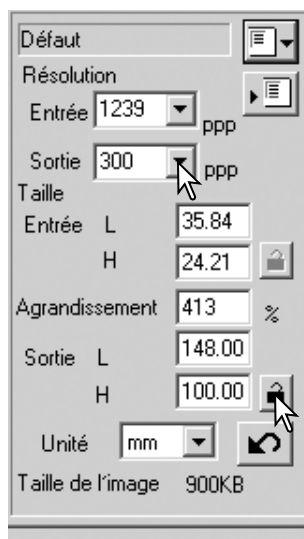 Défaut
Résolution
Entrée 1239 ppp
Sortie 300 ppp
Taille
Entrée L 35.84
H 24.21
Agrandissement 413 %
Sortie L 148.00
H 100.00
Unité mm
Taille de l'image 900KB